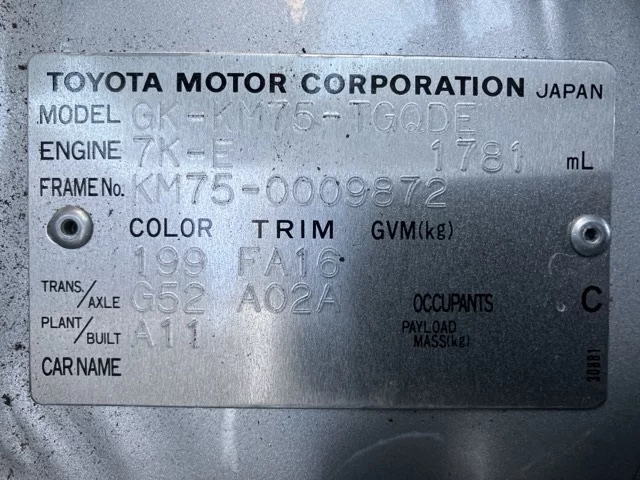 TOYOTA MOTOR CORPORATION JAPAN
MODEL GK-KM75-TGQDE
ENGINE 7K-E 1781 mL
FRAME No. KM75-0009872
COLOR TRIM GVM(kg)
199 FA16
TRANS./AXLE G52 A02A OCCUPANTS C
PLANT/BUILT A11 PAYLOAD MASS(kg)
CAR NAME
30881